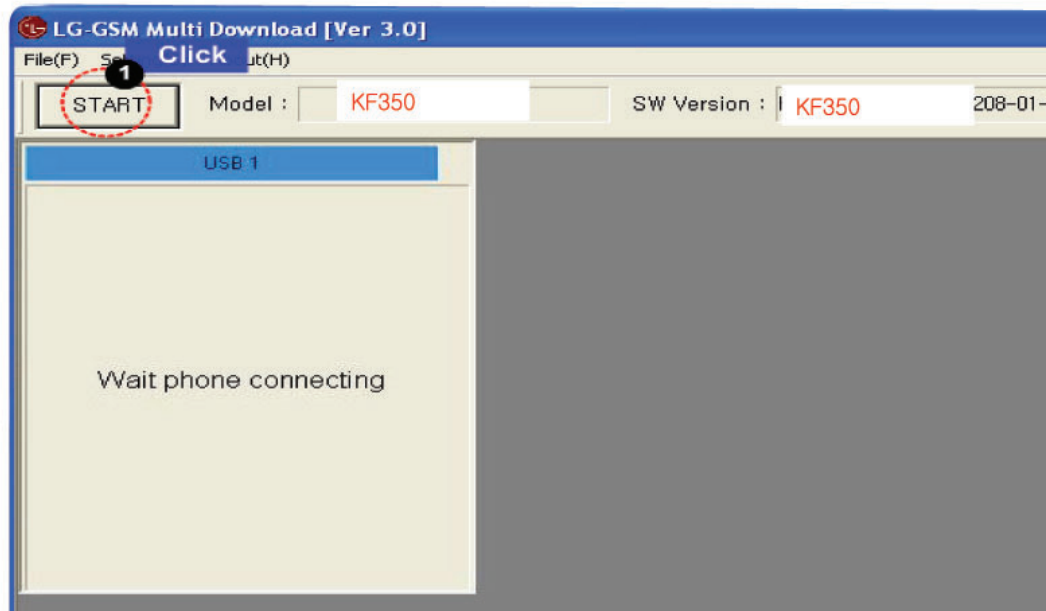 LG-GSM Multi Download [Ver 3.0]
File(F) Click (H)
1
START Model : KF350 SW Version : KF350 208-01-
USB 1
Wait phone connecting